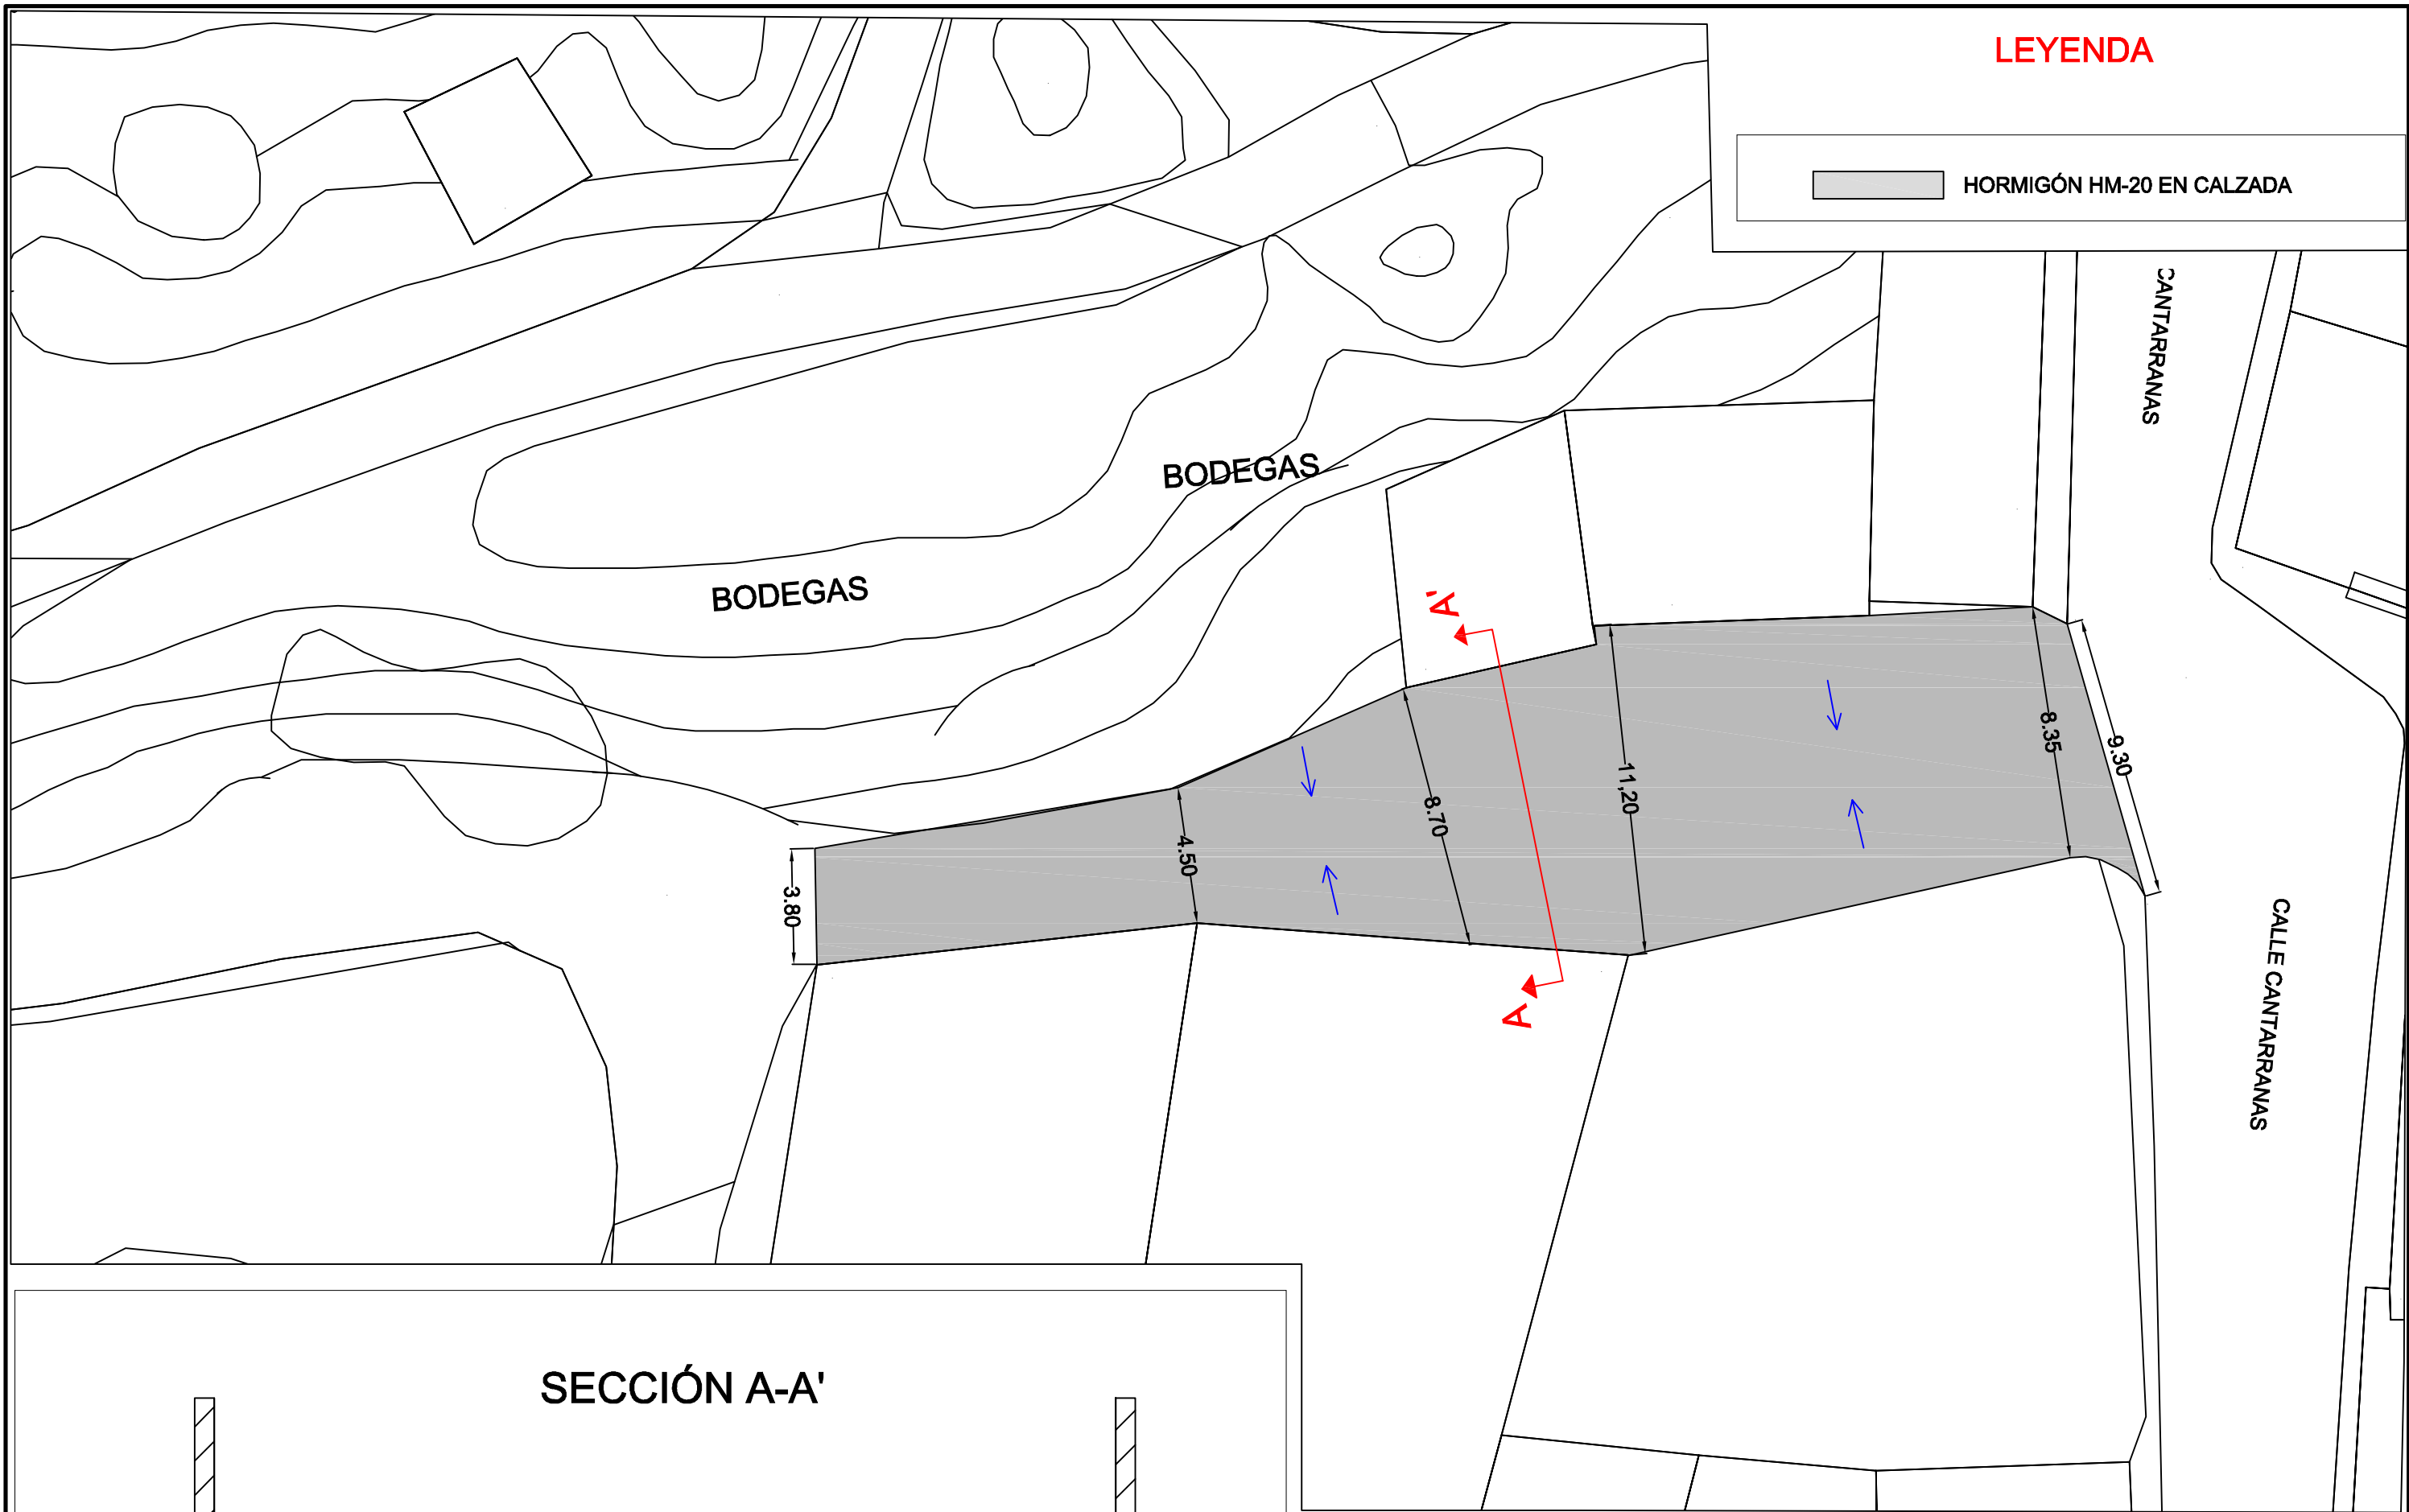 LEYENDA
HORMIGÓN HM-20 EN CALZADA
CANTARRANAS
BODEGAS
BODEGAS
A'
8.35
9.30
11,20
8.70
4.50
3.80
A
CALLE CANTARRANAS
SECCIÓN A-A'